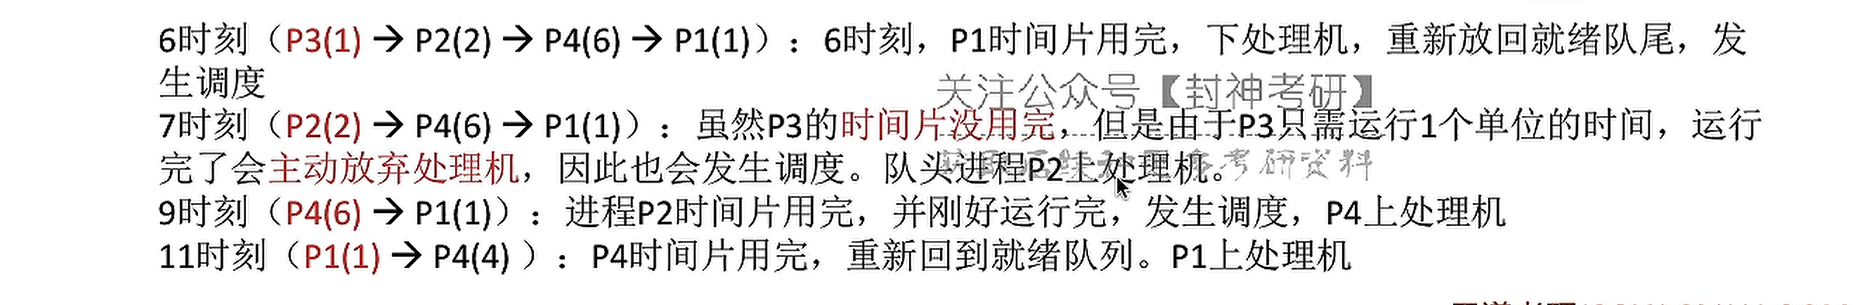 6时刻（P3(1) → P2(2) → P4(6) → P1(1)）：6时刻，P1时间片用完，下处理机，重新放回就绪队尾，发
生调度
关注公众号【封神考研】
7时刻（P2(2) → P4(6) → P1(1)）：虽然P3的时间片没用完，但是由于P3只需运行1个单位的时间，运行
完了会主动放弃处理机，因此也会发生调度。队头进程P2上处理机。
考研资料
9时刻（P4(6) → P1(1)）：进程P2时间片用完，并刚好运行完，发生调度，P4上处理机
11时刻（P1(1) → P4(4) ）：P4时间片用完，重新回到就绪队列。P1上处理机